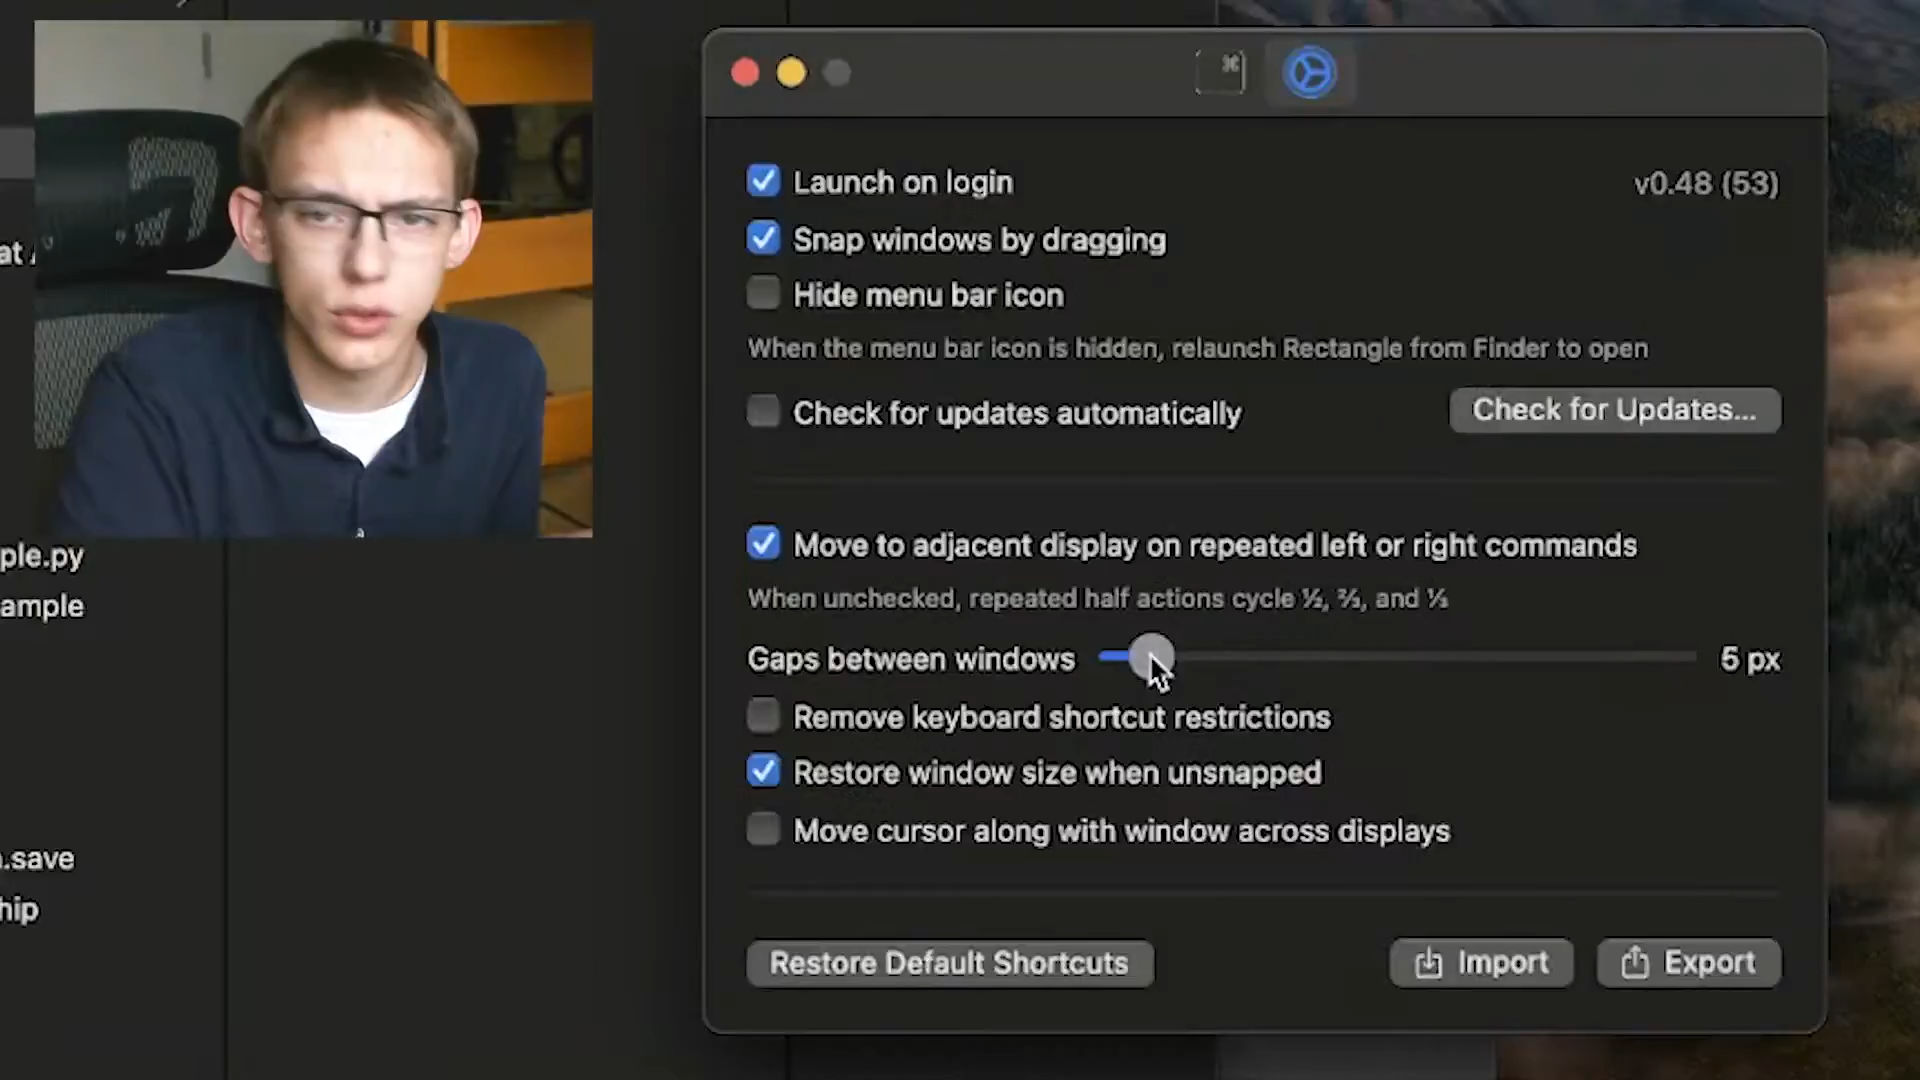 Launch on login
v0.48 (53)
Snap windows by dragging
Hide menu bar icon
When the menu bar icon is hidden, relaunch Rectangle from Finder to open
Check for updates automatically
Check for Updates...
Move to adjacent display on repeated left or right commands
When unchecked, repeated half actions cycle ½, ⅔, and ⅓
Gaps between windows
5 px
Remove keyboard shortcut restrictions
Restore window size when unsnapped
Move cursor along with window across displays
Restore Default Shortcuts
Import
Export
at
ple.py
ample
.save
hip